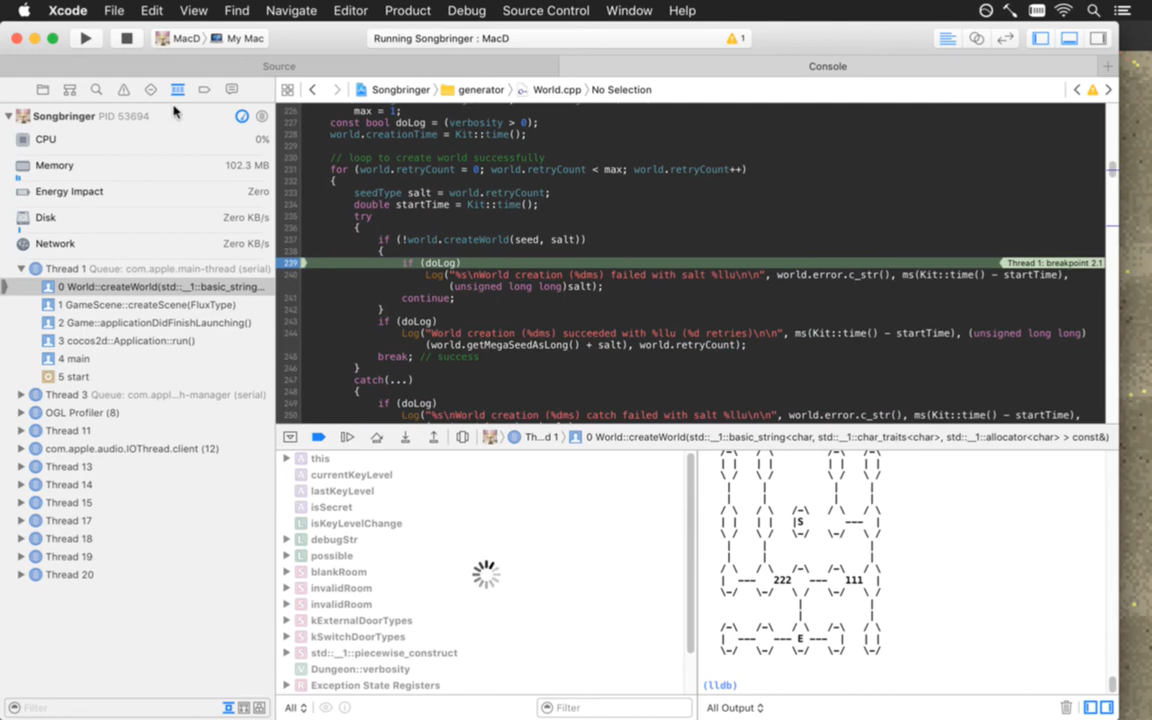 Xcode File Edit View Find Navigate Editor Product Debug Source Control Window Help
MacD My Mac Running Songbringer : MacD 1
Source Console
Songbringer generator World.cpp No Selection
Songbringer PID 53694
CPU 0%
Memory 102.3 MB
Energy Impact Zero
Disk Zero KB/s
Network Zero KB/s
Thread 1 Queue: com.apple.main-thread (serial)
0 World::createWorld(std::__1::basic_string...
1 GameScene::createScene(FluxType)
2 Game::applicationDidFinishLaunching()
3 cocos2d::Application::run()
4 main
5 start
Thread 3 Queue: com.appl...h-manager (serial)
OGL Profiler (8)
Thread 11
com.apple.audio.IOThread.client (12)
Thread 13
Thread 14
Thread 15
Thread 17
Thread 18
Thread 19
Thread 20
Filter
226 max = 1;
227 const bool doLog = (verbosity > 0);
228 world.creationTime = Kit::time();
229
230 // loop to create world successfully
231 for (world.retryCount = 0; world.retryCount < max; world.retryCount++)
232 {
233 seedType salt = world.retryCount;
234 double startTime = Kit::time();
235 try
236 {
237 if (!world.createWorld(seed, salt))
238 {
239 if (doLog) Thread 1: breakpoint 2.1
240 Log("%s\nWorld creation (%dms) failed with salt %llu\n\n", world.error.c_str(), ms(Kit::time() - startTime),
(unsigned long long)salt);
241 continue;
242 }
243 if (doLog)
244 Log("World creation (%dms) succeeded with %llu (%d retries)\n\n", ms(Kit::time() - startTime), (unsigned long long)
(world.getMegaSeedAsLong() + salt), world.retryCount);
245 break; // success
246 }
247 catch(...)
248 {
249 if (doLog)
250 Log("%s\nWorld creation (%dms) catch failed with salt %llu\n\n", world.error.c_str(), ms(Kit::time() - startTime),
Th...d 1 0 World::createWorld(std::__1::basic_string<char, std::__1::char_traits<char>, std::__1::allocator<char> > const&)
A this
A currentKeyLevel
A lastKeyLevel
A isSecret
L isKeyLevelChange
L debugStr
L possible
S blankRoom
S invalidRoom
S invalidRoom
S kExternalDoorTypes
S kSwitchDoorTypes
S std::__1::piecewise_construct
V Dungeon::verbosity
R Exception State Registers
All Filter
/-\ /-\ /-\ /-\
| | | | | | | |
\ / \ / \ / \ /
| | | |
| | | |
/ \ / \ /-\ / \ / \
| | | | |S --- |
\ / \ / \-/ \-/ \ /
| | |
| | |
/-\ / \ /-\ /-\ / \
| --- 222 --- 111 |
\-/ \-/ \ / \-/ \ /
| |
| |
/-\ /-\ / \ /-\ / \
| --- --- E --- | | |
\-/ \-/ \-/ \-/ \-/
(lldb)
All Output